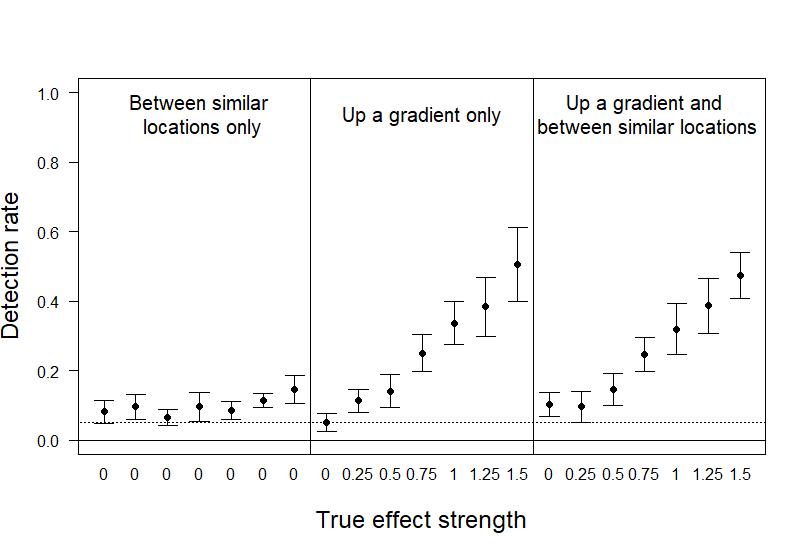 Between similar
locations only
Up a gradient only
Up a gradient and
between similar locations
Detection rate
1.0
0.8
0.6
0.4
0.2
0.0
0 0 0 0 0 0 0 0 0.25 0.5 0.75 1 1.25 1.5 0 0.25 0.5 0.75 1 1.25 1.5
True effect strength